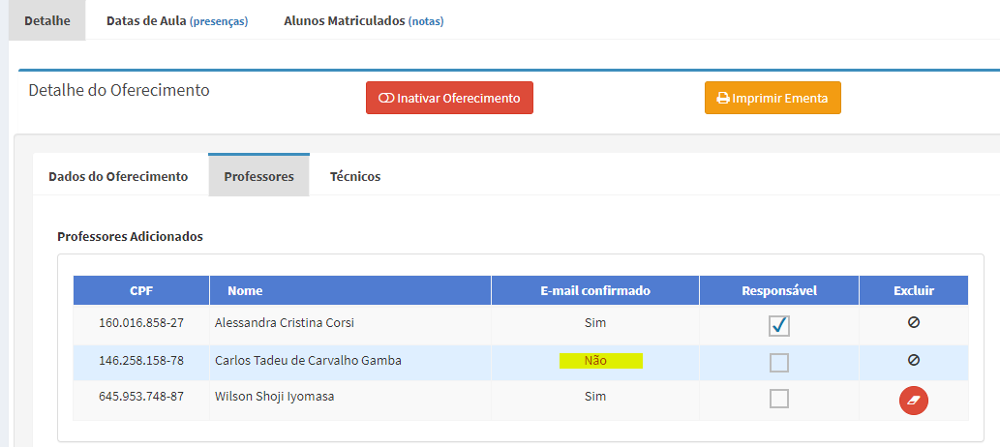 Detalhe Datas de Aula (presenças) Alunos Matriculados (notas)
Detalhe do Oferecimento Inativar Oferecimento Imprimir Ementa
Dados do Oferecimento Professores Técnicos
Professores Adicionados
CPF Nome E-mail confirmado Responsável Excluir
160.016.858-27 Alessandra Cristina Corsi Sim
146.258.158-78 Carlos Tadeu de Carvalho Gamba Não
645.953.748-87 Wilson Shoji Iyomasa Sim